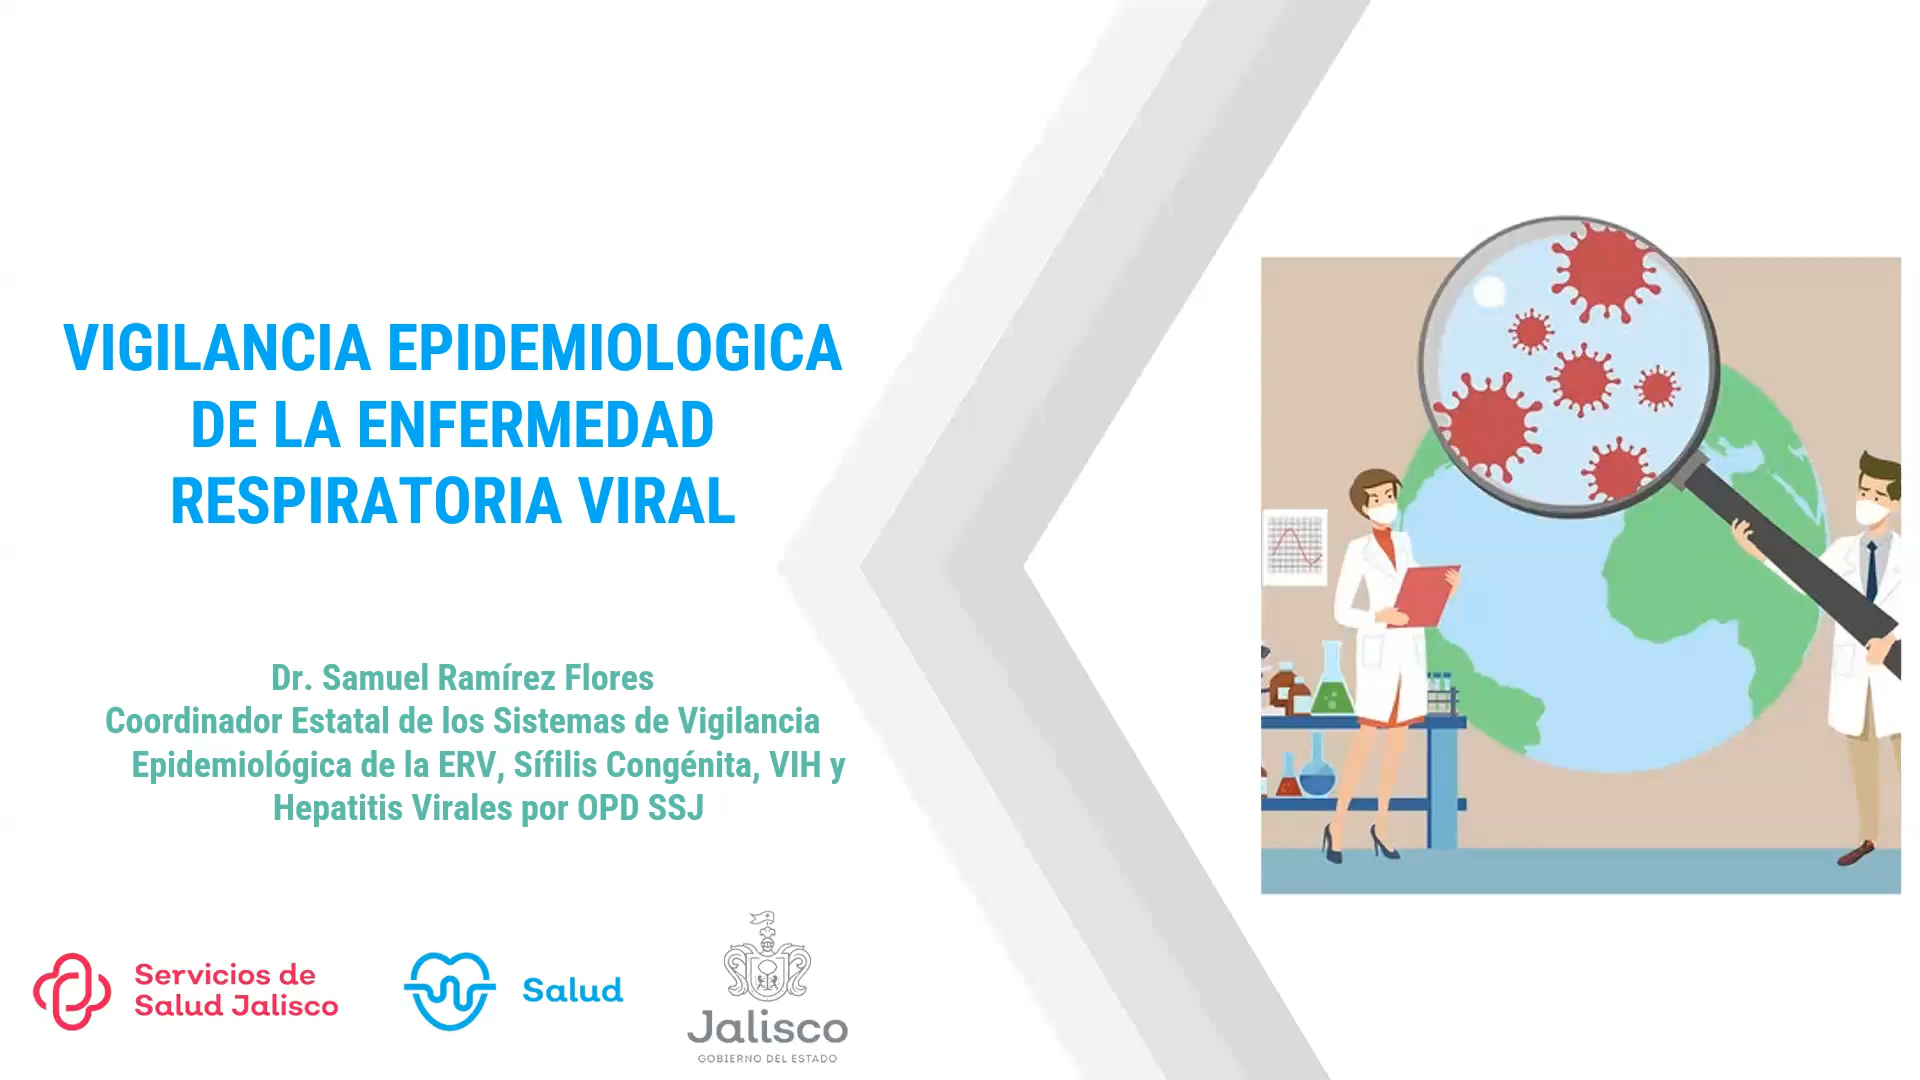 VIGILANCIA EPIDEMIOLOGICA
DE LA ENFERMEDAD
RESPIRATORIA VIRAL
Dr. Samuel Ramírez Flores
Coordinador Estatal de los Sistemas de Vigilancia
Epidemiológica de la ERV, Sífilis Congénita, VIH y
Hepatitis Virales por OPD SSJ
Servicios de
Salud Jalisco
Salud
Jalisco
GOBIERNO DEL ESTADO